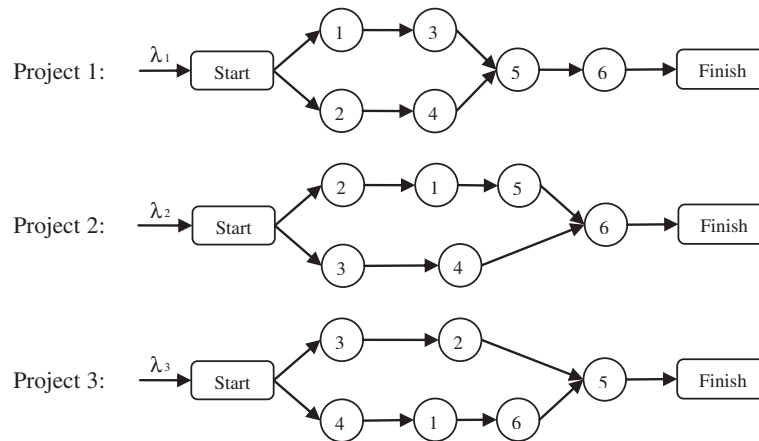 1 3
Project 1: λ1 Start 5 6 Finish
2 4
2 1 5
Project 2: λ2 Start 6 Finish
3 4
3 2
Project 3: λ3 Start 5 Finish
4 1 6